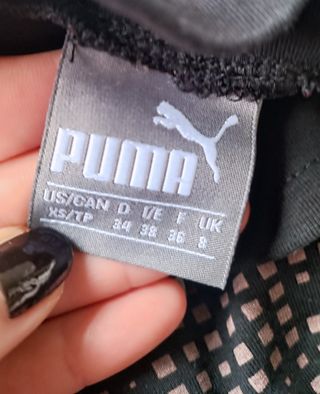 PUMA
US/CAN D I/E F UK
XS/TP 34 38 36 8